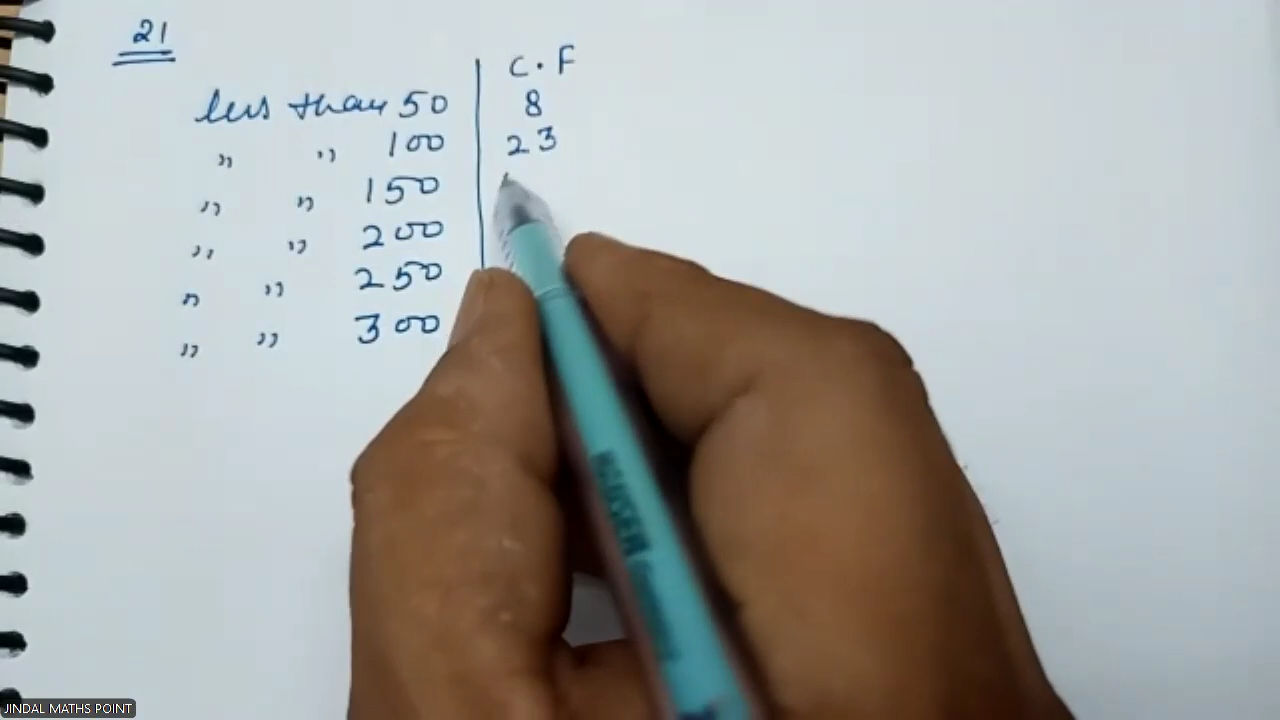 21
C.F
less than 50 8
" " 100 23
" " 150
" " 200
" " 250
" " 300
JINDAL MATHS POINT